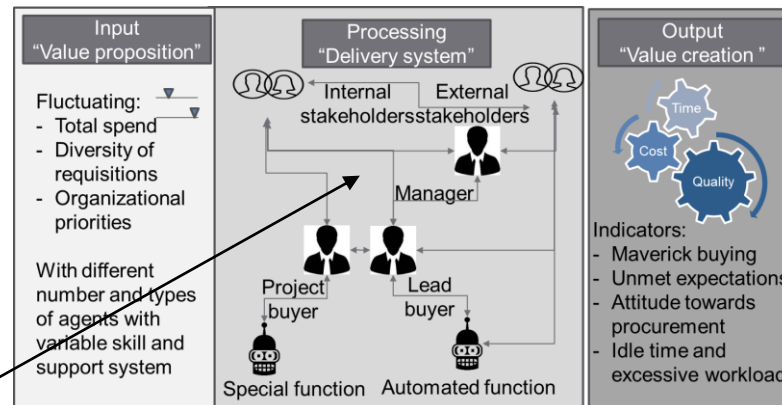 Input
“Value proposition”
Fluctuating:
- Total spend
- Diversity of
requisitions
- Organizational
priorities
With different
number and types
of agents with
variable skill and
support system
Processing
“Delivery system”
Internal
stakeholders
External
stakeholders
Manager
Project
buyer
Lead
buyer
Special function
Automated function
Output
“Value creation ”
Time
Cost
Quality
Indicators:
- Maverick buying
- Unmet expectations
- Attitude towards
procurement
- Idle time and
excessive workload